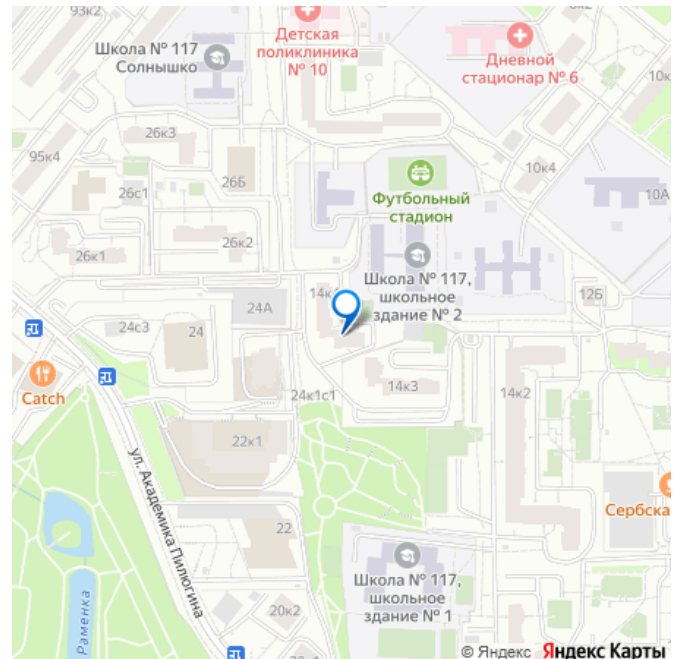 93к2
Школа № 117
Солнышко
Детская
поликлиника
№ 10
8к2
Дневной
стационар № 6
26к3
95к4
26с1
26Б
10к4
10А
Футбольный
стадион
26к2
26к1
Школа № 117,
школьное
здание № 2
12Б
24А
24с3
24
Catch
24к1с1
14к3
14к2
22к1
ул. Академика Пилюгина
22
Сербска
Школа № 117,
школьное
здание № 1
20к2
Раменка
© Яндекс Яндекс Карты